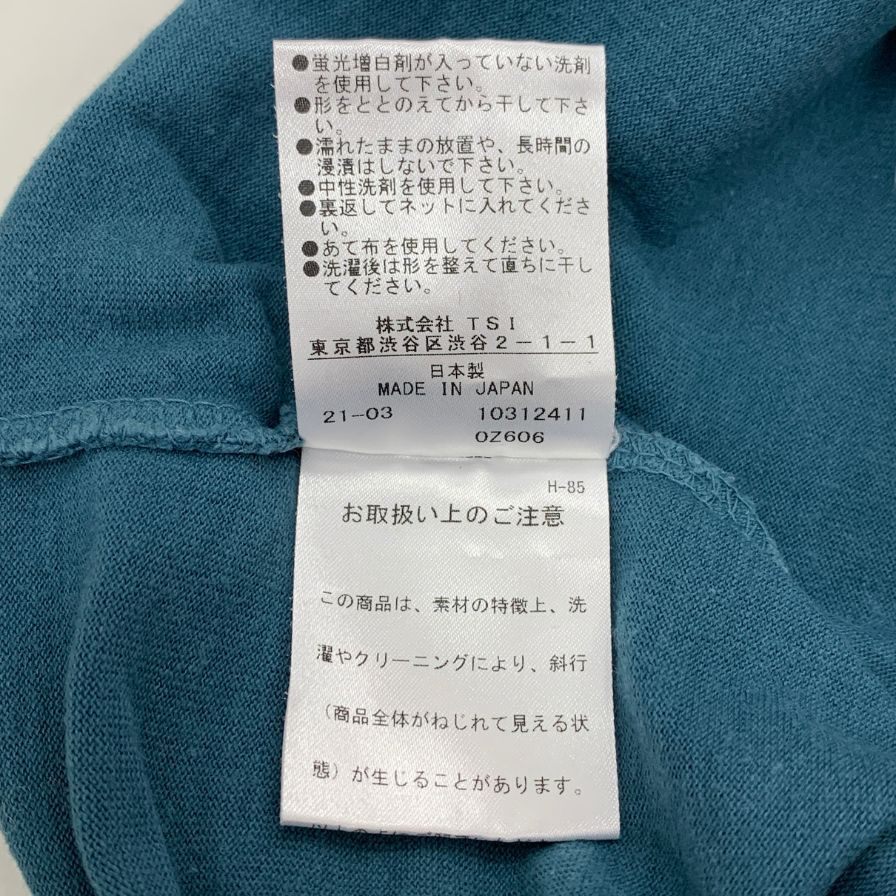 ●蛍光増白剤が入っていない洗剤
を使用して下さい。
●形をととのえてから干して下さ
い。
●濡れたままの放置や、長時間の
浸漬はしないで下さい。
●中性洗剤を使用して下さい。
●裏返してネットに入れてくださ
い。
●あて布を使用してください。
●洗濯後は形を整えて直ちに干し
てください。
株式会社 TSI
東京都渋谷区渋谷2-1-1
日本製
MADE IN JAPAN
21-03 10312411
0Z606
H-85
お取扱い上のご注意
この商品は、素材の特徴上、洗
濯やクリーニングにより、斜行
（商品全体がねじれて見える状
態）が生じることがあります。